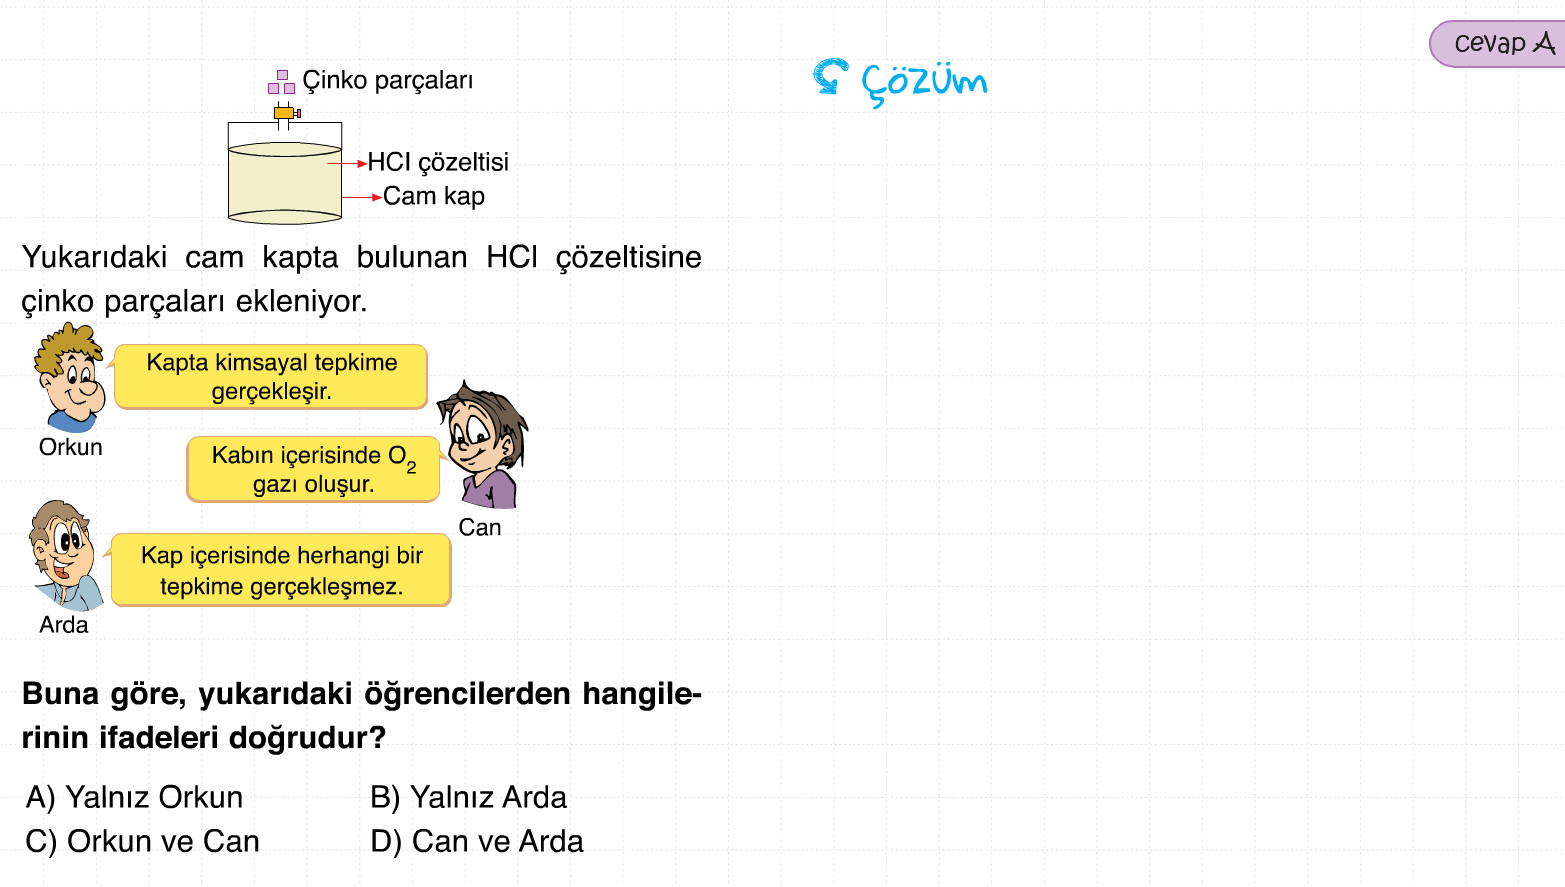 Çinko parçaları
HCI çözeltisi
Cam kap
Yukarıdaki cam kapta bulunan HCl çözeltisine
çinko parçaları ekleniyor.
Kapta kimsayal tepkime
gerçekleşir.
Orkun
Kabın içerisinde O2
gazı oluşur.
Can
Kap içerisinde herhangi bir
tepkime gerçekleşmez.
Arda
Buna göre, yukarıdaki öğrencilerden hangile-
rinin ifadeleri doğrudur?
A) Yalnız Orkun B) Yalnız Arda
C) Orkun ve Can D) Can ve Arda
Çözüm
Cevap A